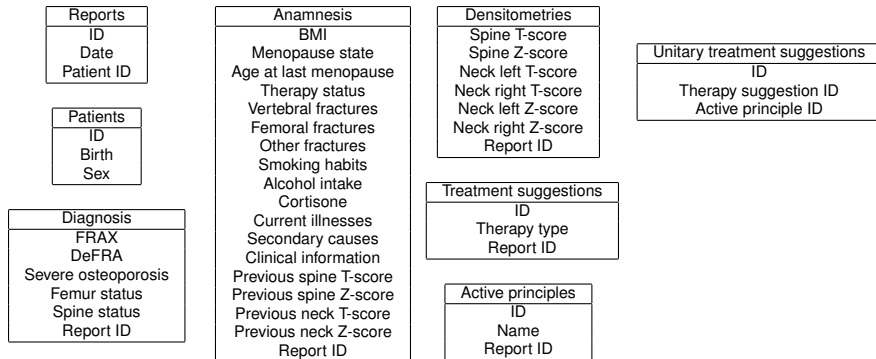 Reports
ID
Date
Patient ID
Patients
ID
Birth
Sex
Diagnosis
FRAX
DeFRA
Severe osteoporosis
Femur status
Spine status
Report ID
Anamnesis
BMI
Menopause state
Age at last menopause
Therapy status
Vertebral fractures
Femoral fractures
Other fractures
Smoking habits
Alcohol intake
Cortisone
Current illnesses
Secondary causes
Clinical information
Previous spine T-score
Previous spine Z-score
Previous neck T-score
Previous neck Z-score
Report ID
Densitometries
Spine T-score
Spine Z-score
Neck left T-score
Neck right T-score
Neck left Z-score
Neck right Z-score
Report ID
Treatment suggestions
ID
Therapy type
Report ID
Active principles
ID
Name
Report ID
Unitary treatment suggestions
ID
Therapy suggestion ID
Active principle ID